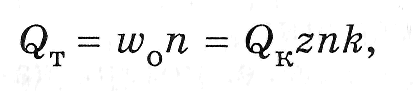 Qт = wоn = Qкznk,